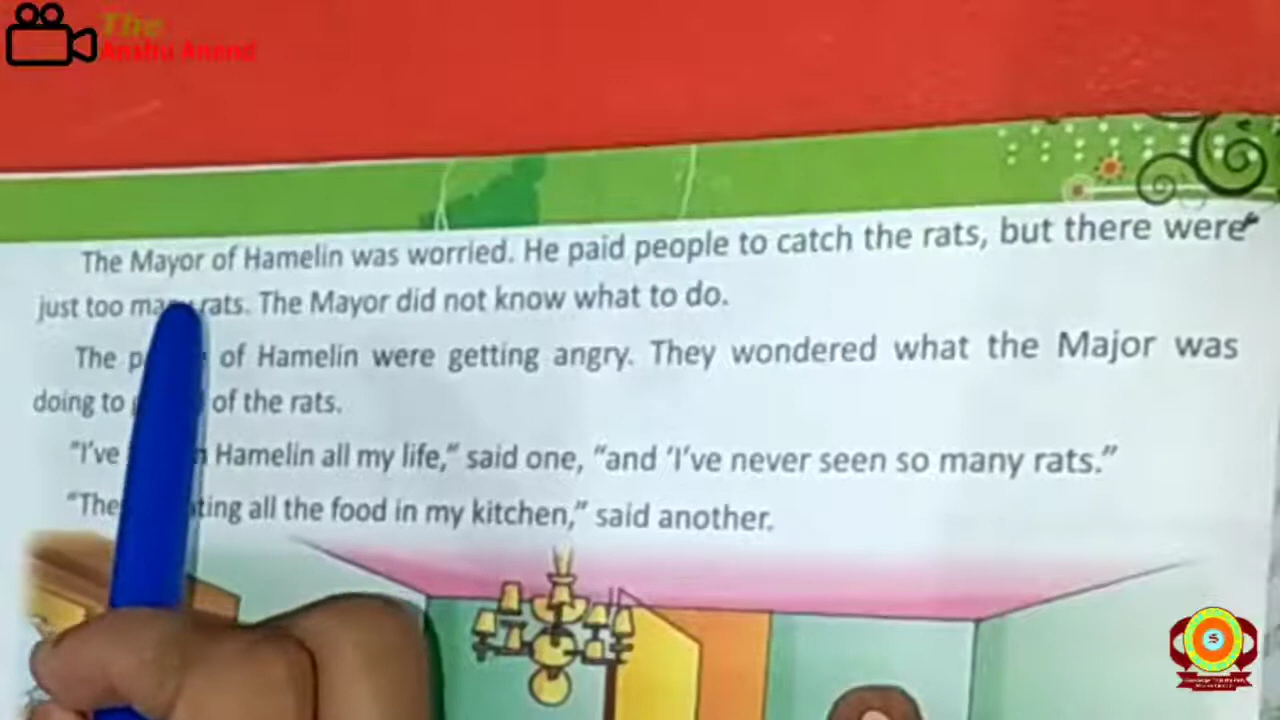 The
Anshu Anand
The Mayor of Hamelin was worried. He paid people to catch the rats, but there were
just too many rats. The Mayor did not know what to do.
The of Hamelin were getting angry. They wondered what the Major was
doing to of the rats.
"I've Hamelin all my life," said one, "and 'I've never seen so many rats."
all the food in my kitchen," said another.
S